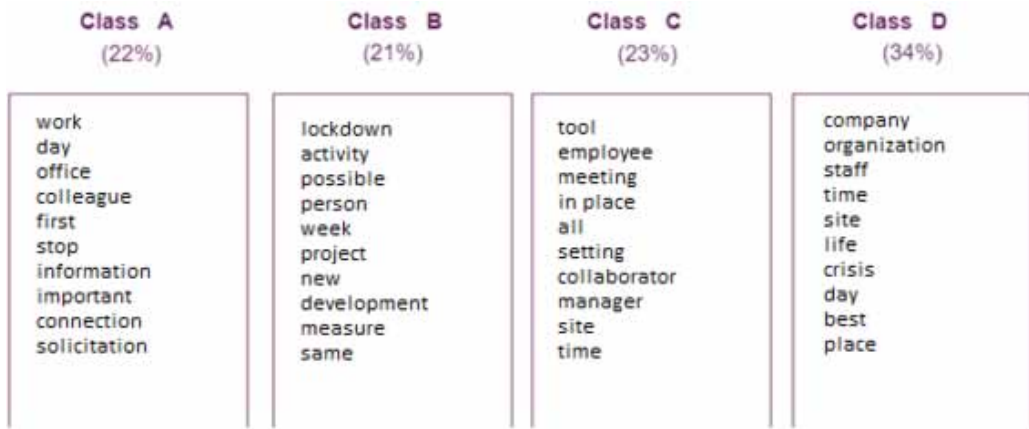 Class A
(22%)
work
day
office
colleague
first
stop
information
important
connection
solicitation
Class B
(21%)
lockdown
activity
possible
person
week
project
new
development
measure
same
Class C
(23%)
tool
employee
meeting
in place
all
setting
collaborator
manager
site
time
Class D
(34%)
company
organization
staff
time
site
life
crisis
day
best
place